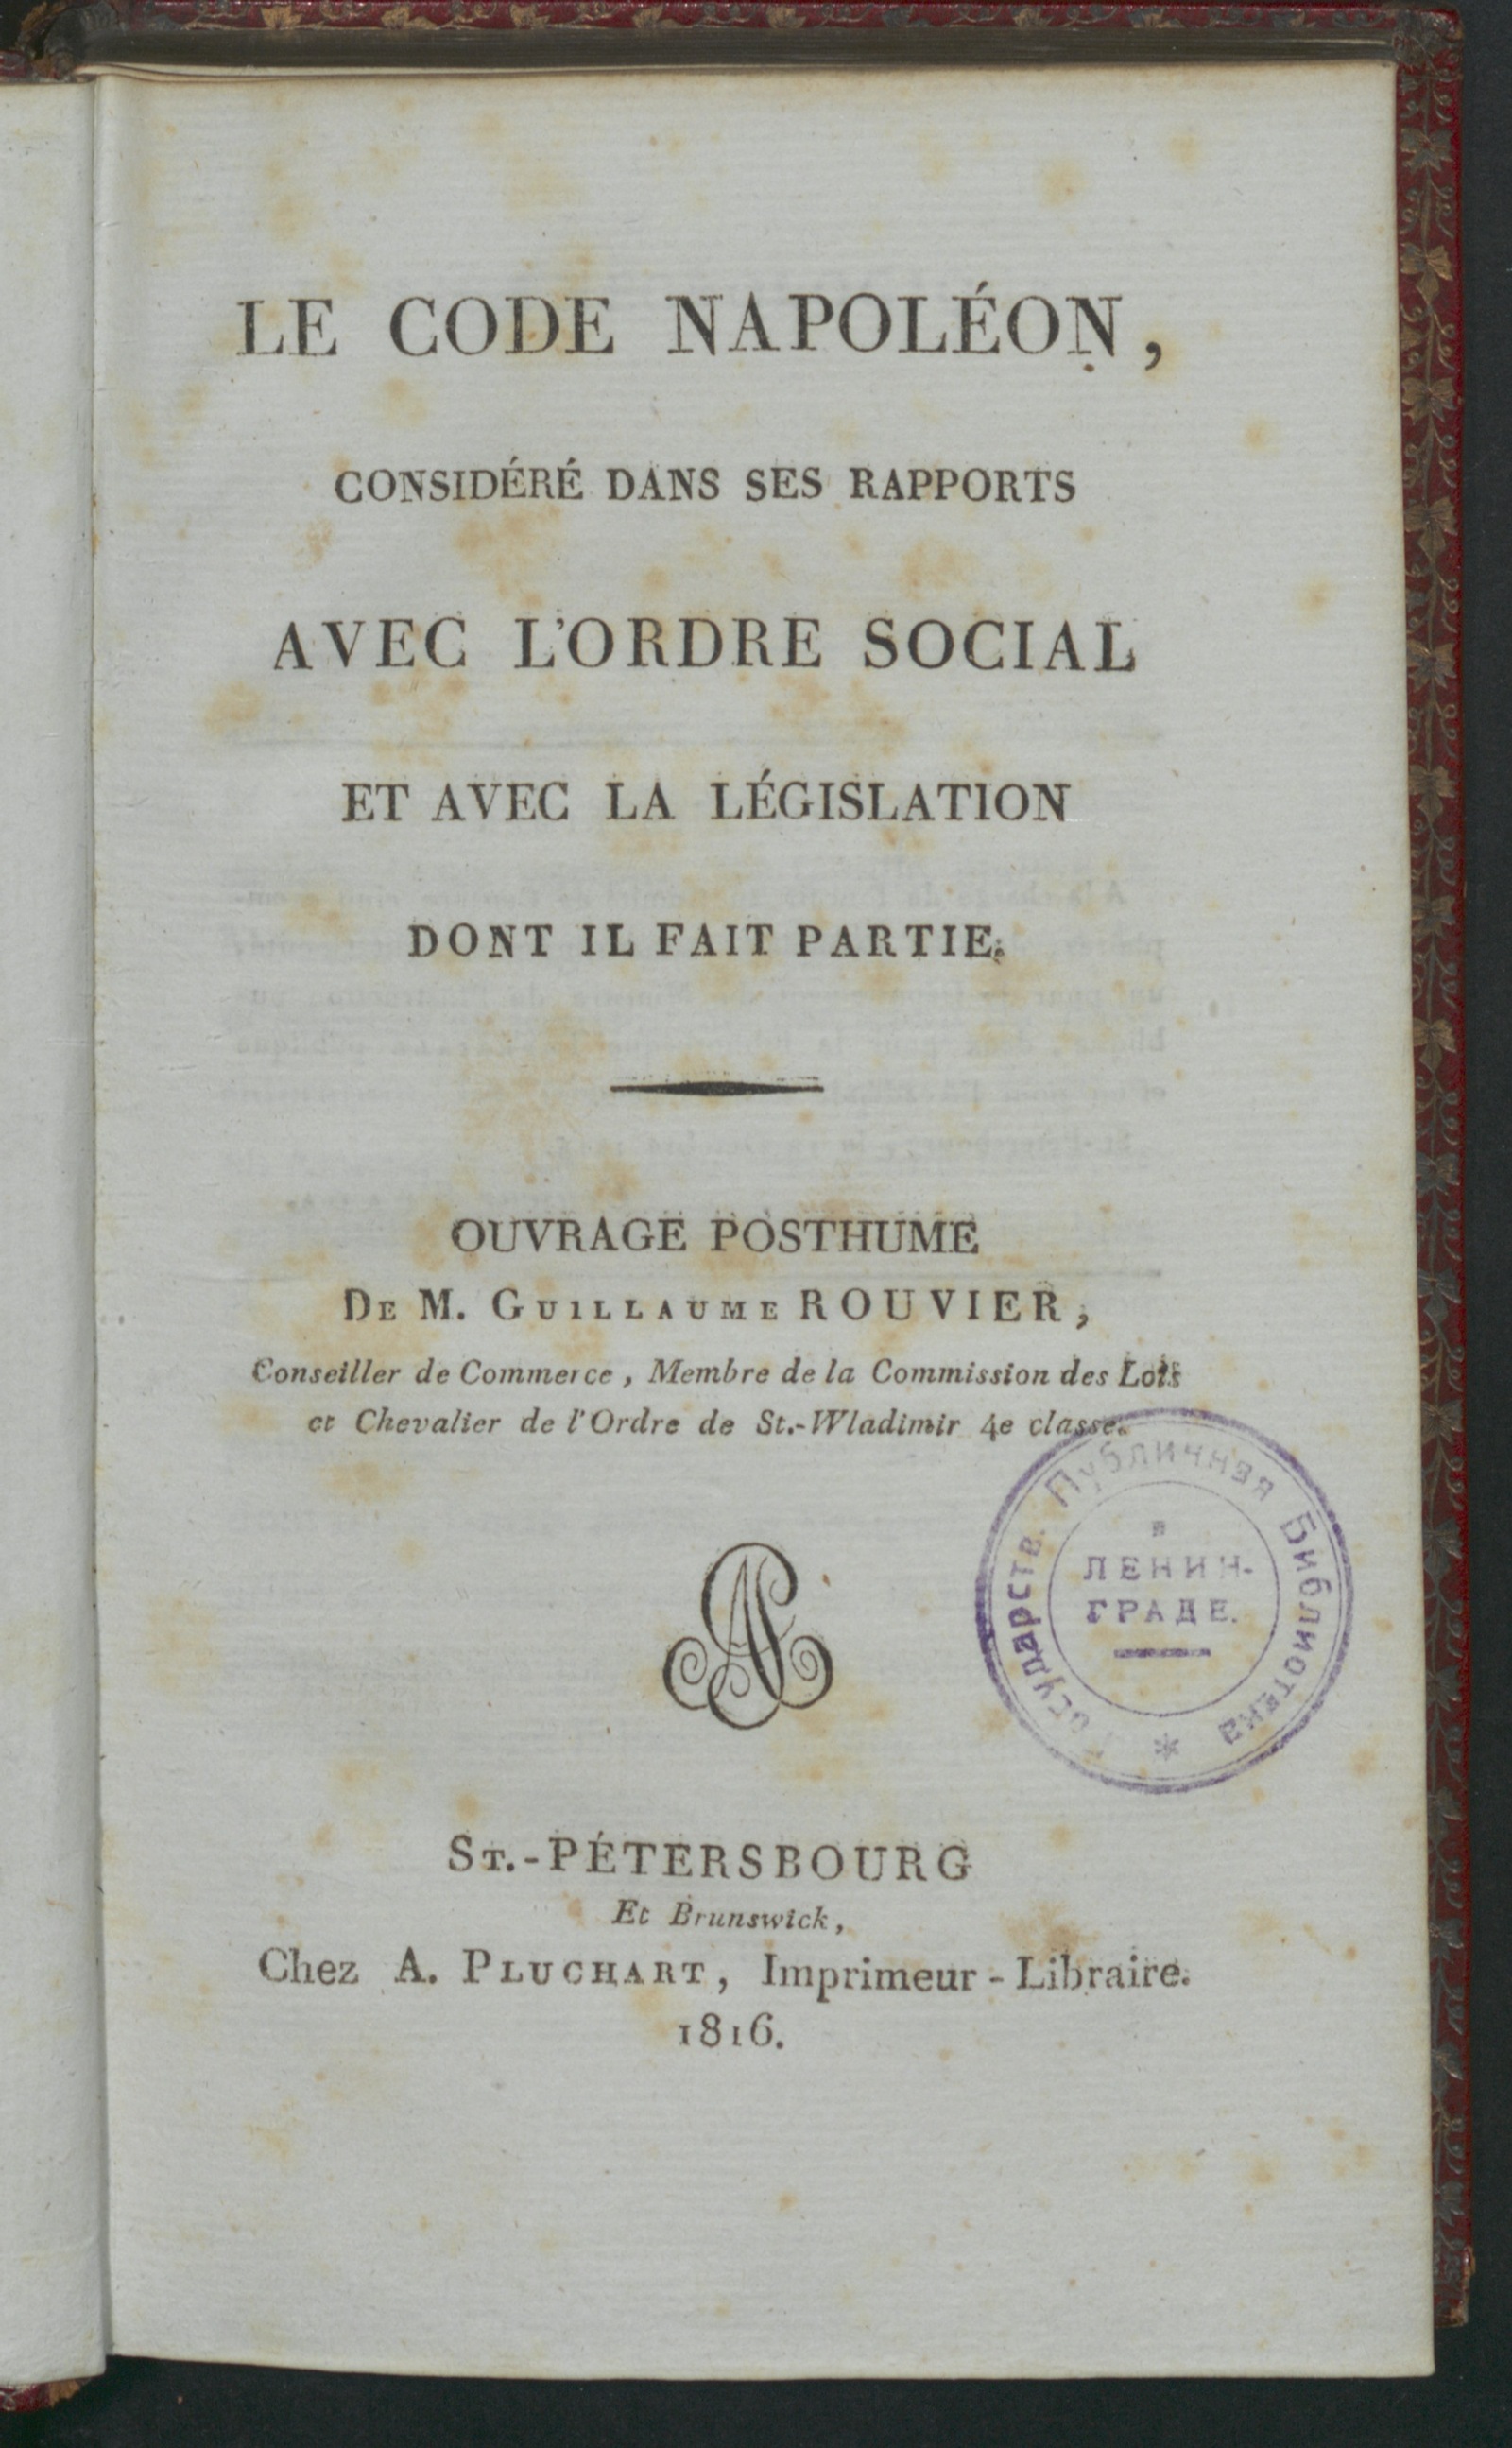 LE CODE NAPOLÉON,
CONSIDÉRÉ DANS SES RAPPORTS
AVEC L'ORDRE SOCIAL
ET AVEC LA LÉGISLATION
DONT IL FAIT PARTIE.
OUVRAGE POSTHUME
DE M. GUILLAUME ROUVIER,
Conseiller de Commerce, Membre de la Commission des Lois
et Chevalier de l'Ordre de St.-Wladimir 4e classe.
Государств. Публичная Библиотека
в
ЛЕНИН-
ГРАДЕ.
*
ST.-PÉTERSBOURG
Et Brunswick,
Chez A. PLUCHART, Imprimeur-Libraire.
1816.